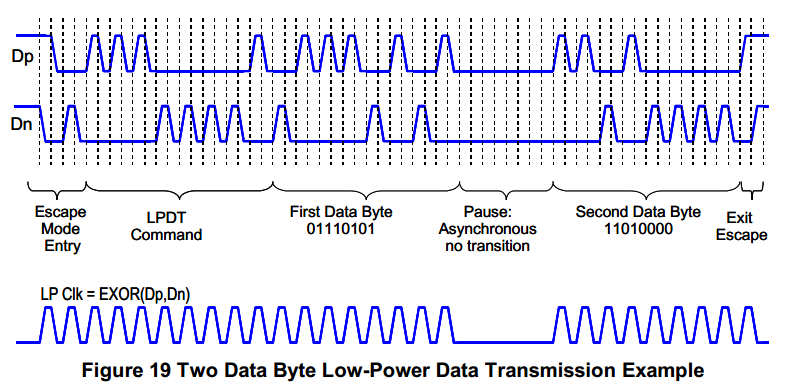 Dp
Dn
Escape
Mode
Entry
LPDT
Command
First Data Byte
01110101
Pause:
Asynchronous
no transition
Second Data Byte
11010000
Exit
Escape
LP Clk = EXOR(Dp,Dn)
Figure 19 Two Data Byte Low-Power Data Transmission Example